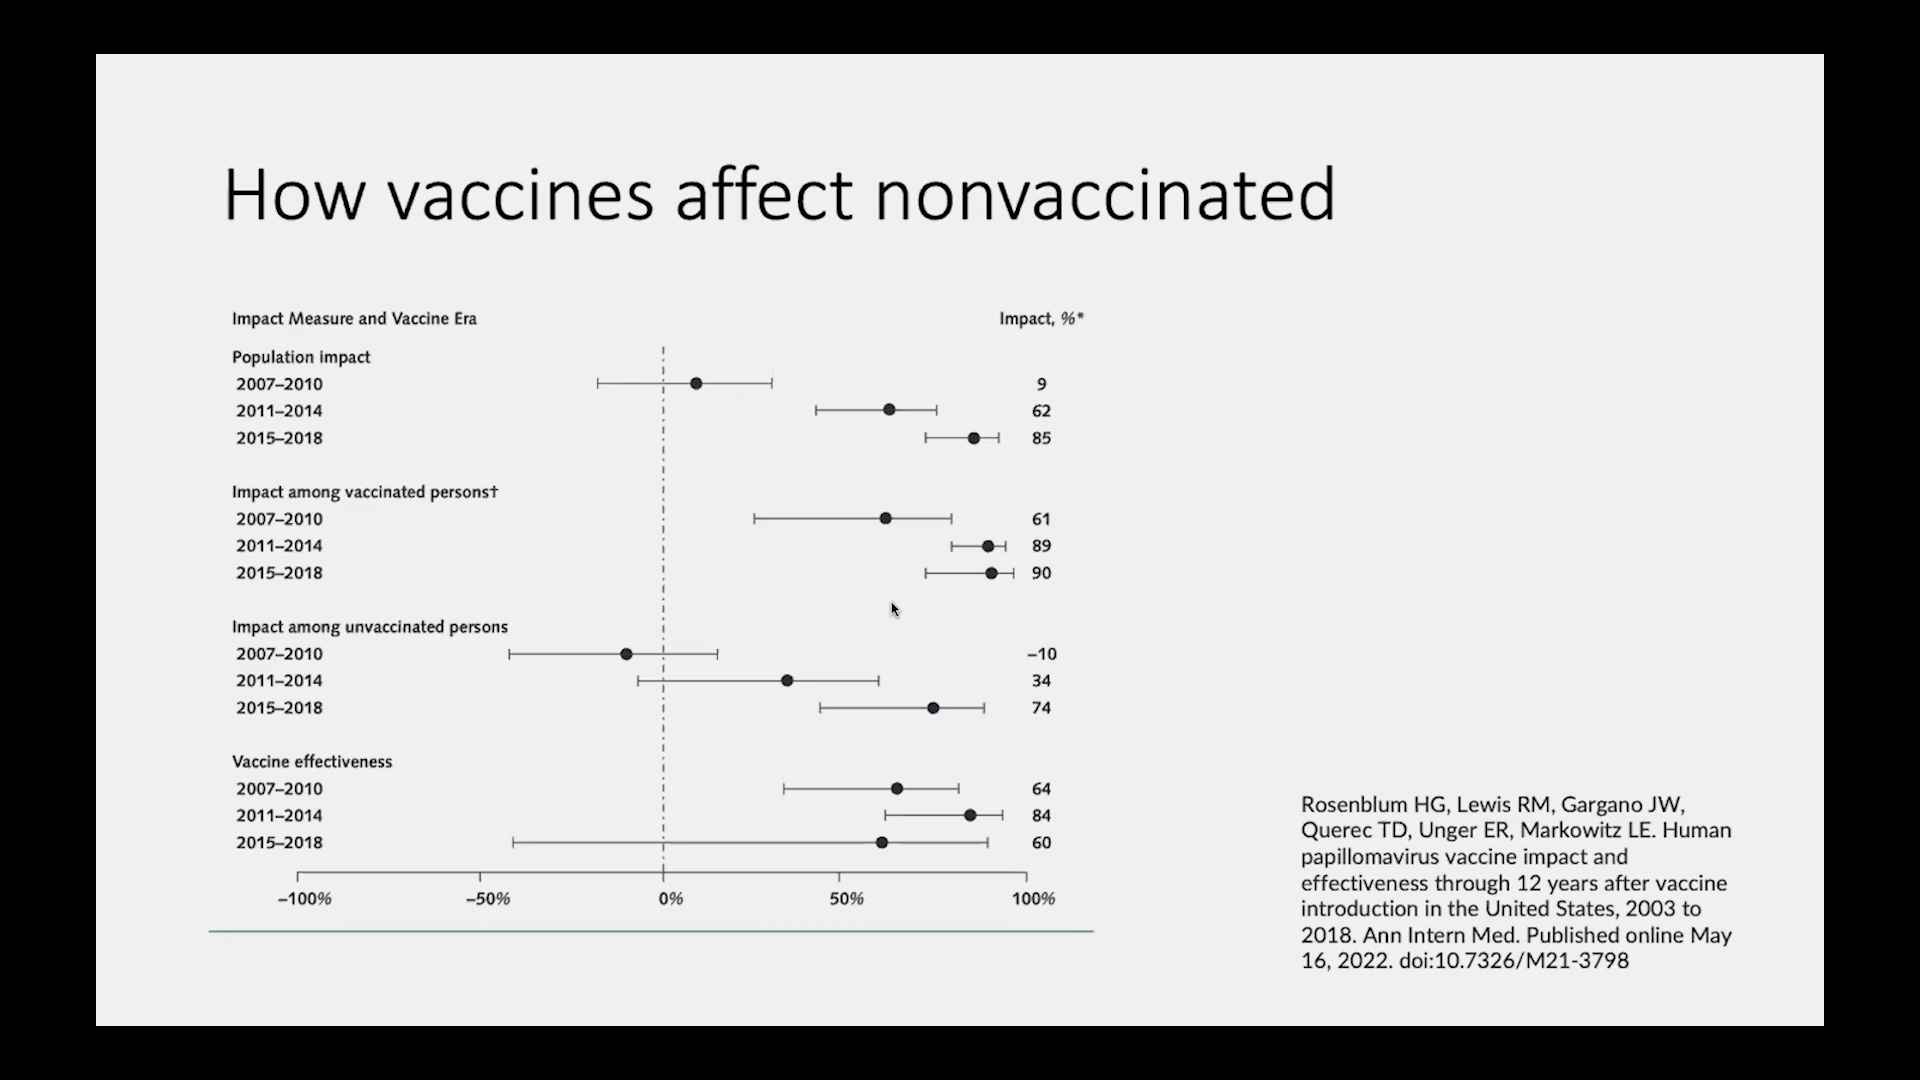 How vaccines affect nonvaccinated
Impact Measure and Vaccine Era Impact, %*
Population impact
2007–2010 9
2011–2014 62
2015–2018 85
Impact among vaccinated persons†
2007–2010 61
2011–2014 89
2015–2018 90
Impact among unvaccinated persons
2007–2010 –10
2011–2014 34
2015–2018 74
Vaccine effectiveness
2007–2010 64
2011–2014 84
2015–2018 60
–100% –50% 0% 50% 100%
Rosenblum HG, Lewis RM, Gargano JW,
Querec TD, Unger ER, Markowitz LE. Human
papillomavirus vaccine impact and
effectiveness through 12 years after vaccine
introduction in the United States, 2003 to
2018. Ann Intern Med. Published online May
16, 2022. doi:10.7326/M21-3798